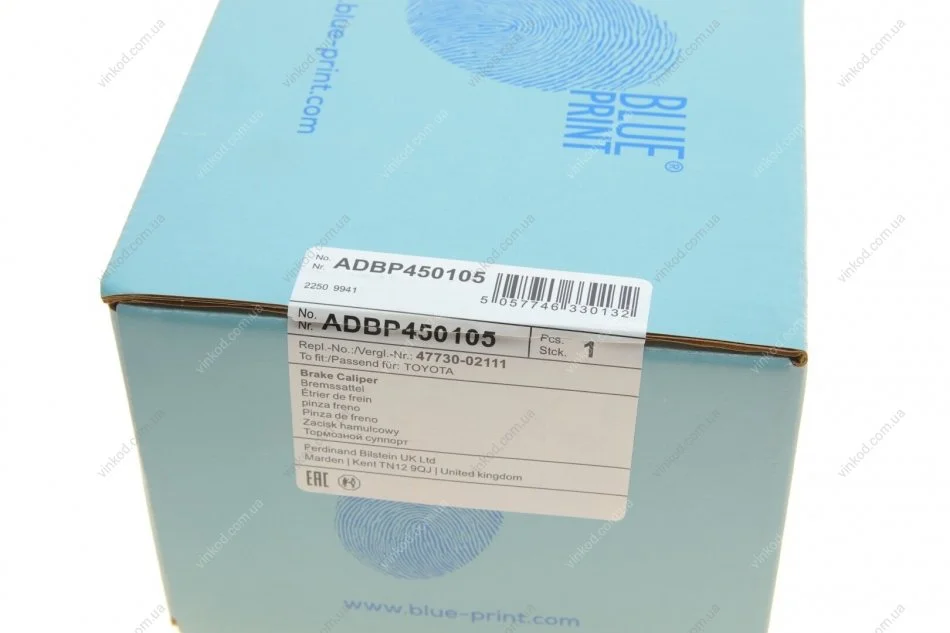 blue-print.com
BLUE
PRINT®
No.
Nr. ADBP450105
2250 9941
5 057746 330132
No.
Nr. ADBP450105
Pcs.
Stck. 1
Repl.-No.:/Vergl.-Nr.: 47730-02111
To fit:/Passend für: TOYOTA
Brake Caliper
Bremssattel
Étrier de frein
pinza freno
Pinza de freno
Zacisk hamulcowy
Тормозной суппорт
Ferdinand Bilstein UK Ltd
Marden | Kent TN12 9QJ | United kingdom
EAC
www.blue-print.com
vinkod.com.ua